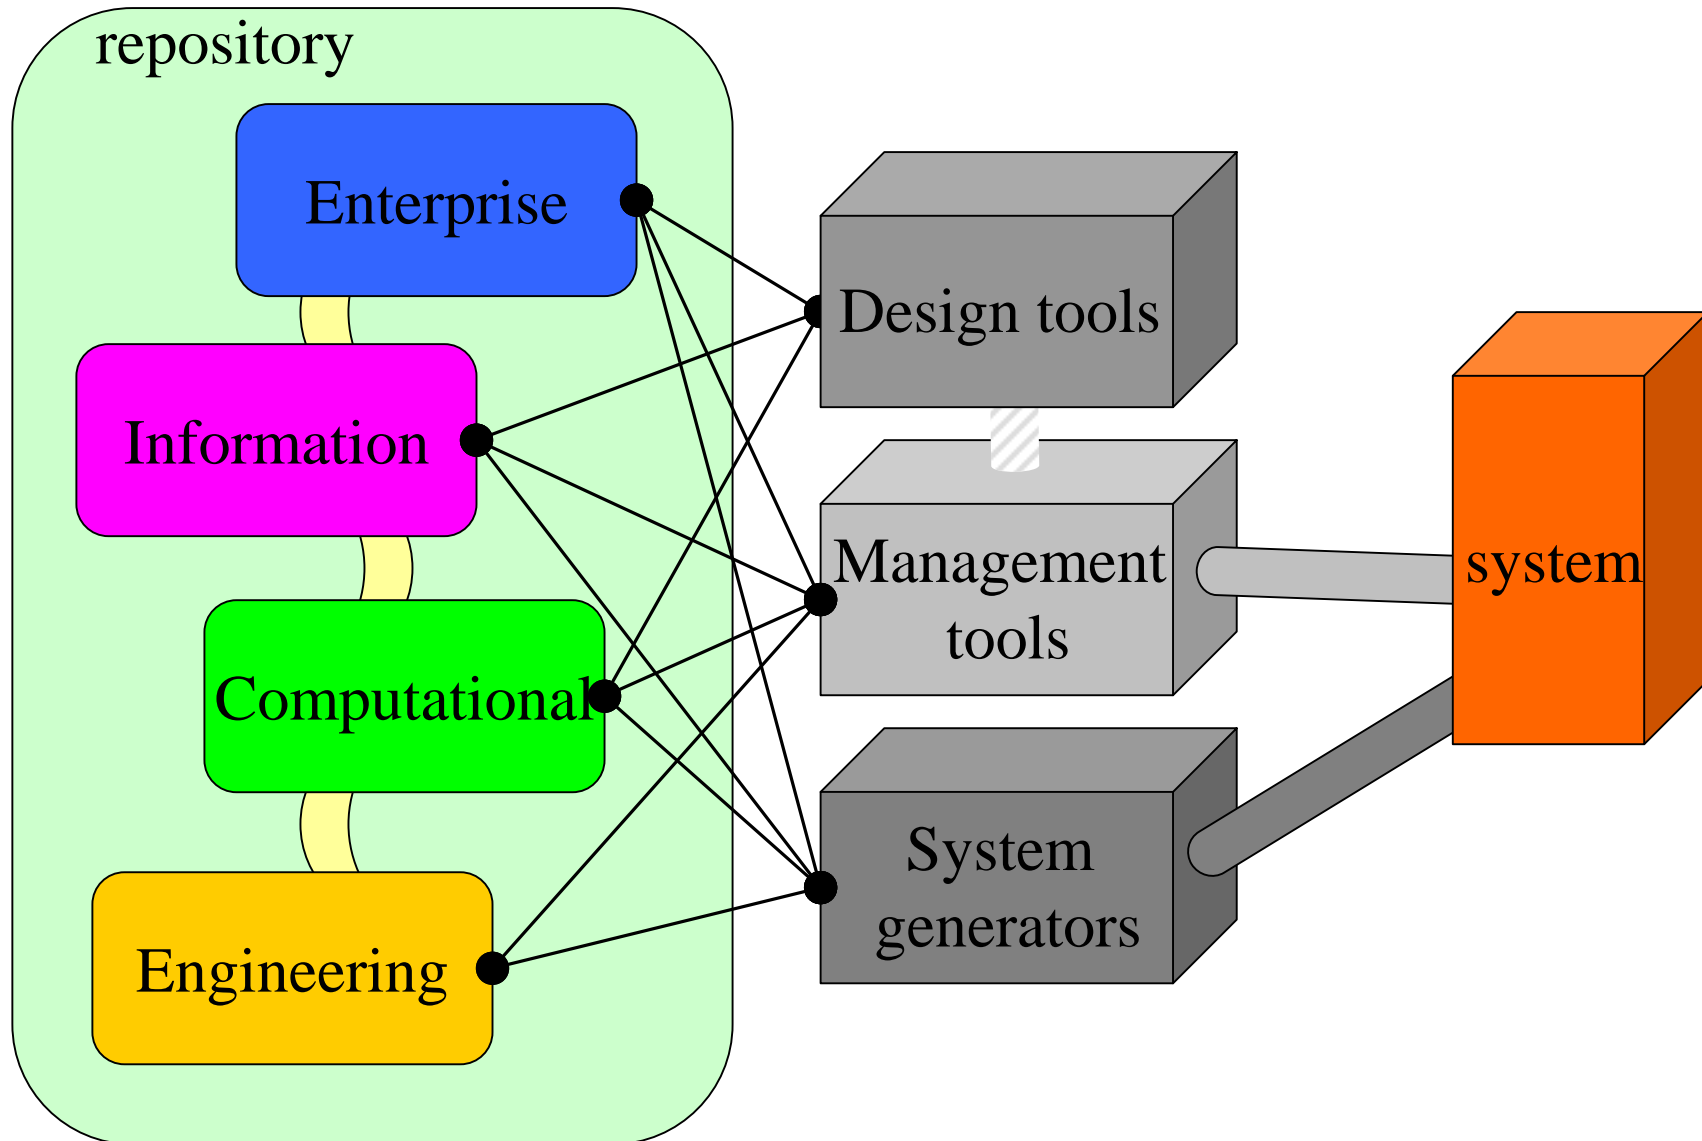 repository
Enterprise
Information
Computational
Engineering
Design tools
Management
tools
System
generators
system